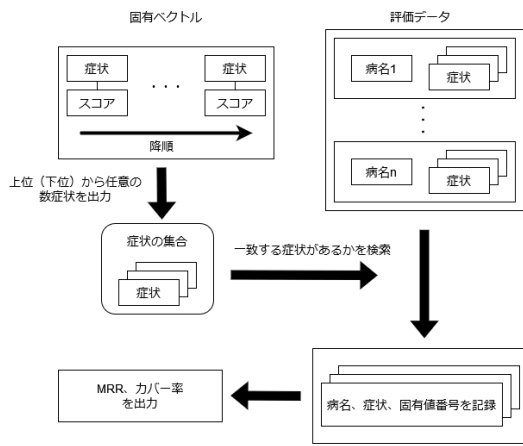 固有ベクトル
症状
スコア
・・・
症状
スコア
降順
上位（下位）から任意の
数症状を出力
症状の集合
症状
評価データ
病名1
症状
病名n
症状
一致する症状があるかを検索
病名、症状、固有値番号を記録
MRR、カバー率
を出力